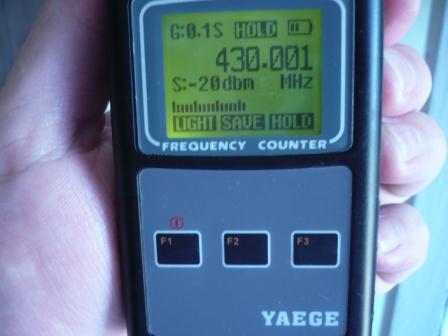 G:0.1S HOLD
430.001
S:-20dbm MHz
LIGHT SAVE HOLD
FREQUENCY COUNTER
F1 F2 F3
YAEGE